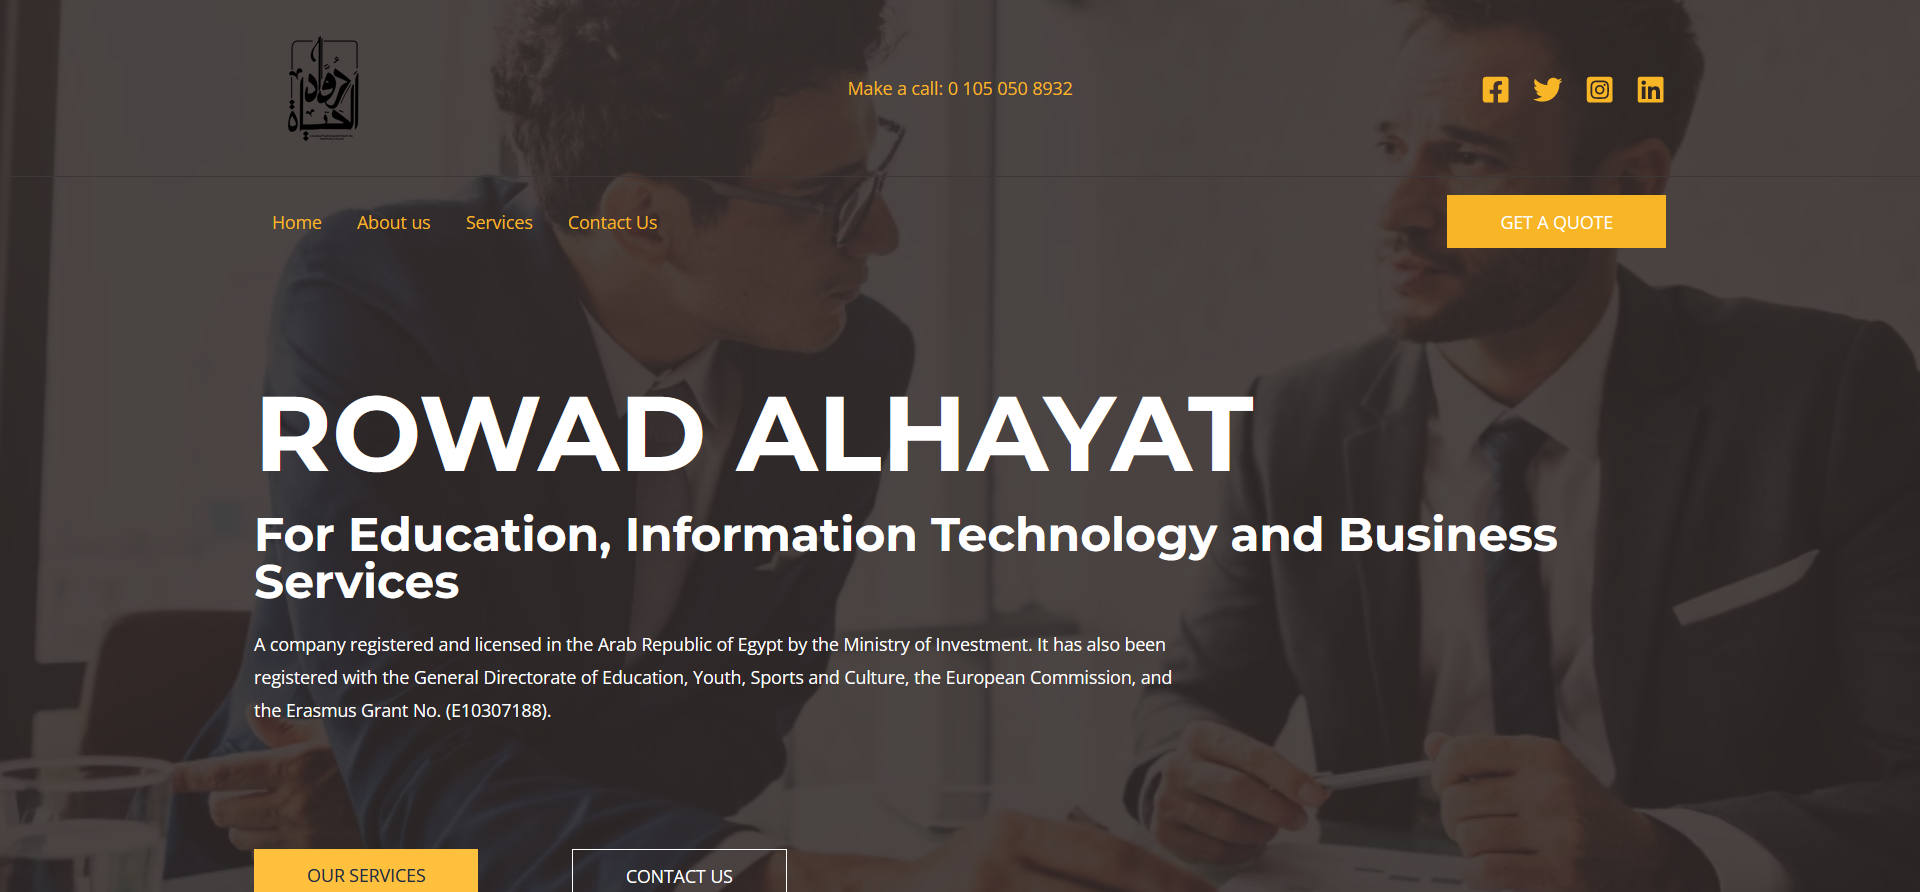 رواد
الحياة
Make a call: 0 105 050 8932
Home About us Services Contact Us
GET A QUOTE
ROWAD ALHAYAT
For Education, Information Technology and Business
Services
A company registered and licensed in the Arab Republic of Egypt by the Ministry of Investment. It has also been
registered with the General Directorate of Education, Youth, Sports and Culture, the European Commission, and
the Erasmus Grant No. (E10307188).
OUR SERVICES
CONTACT US